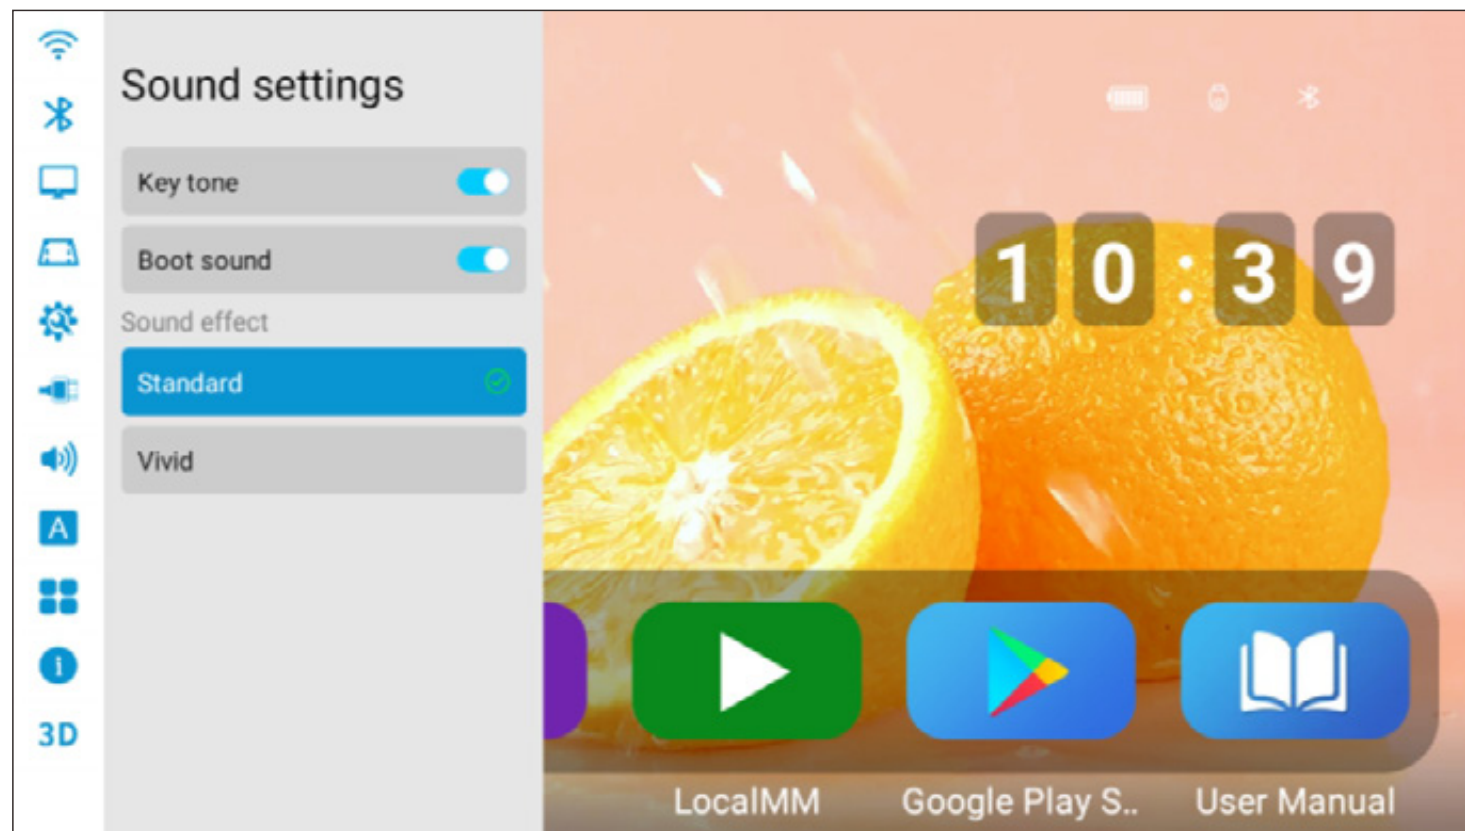 Sound settings
Key tone
Boot sound
Sound effect
Standard
Vivid
A
3D
10:39
LocalMM
Google Play S..
User Manual